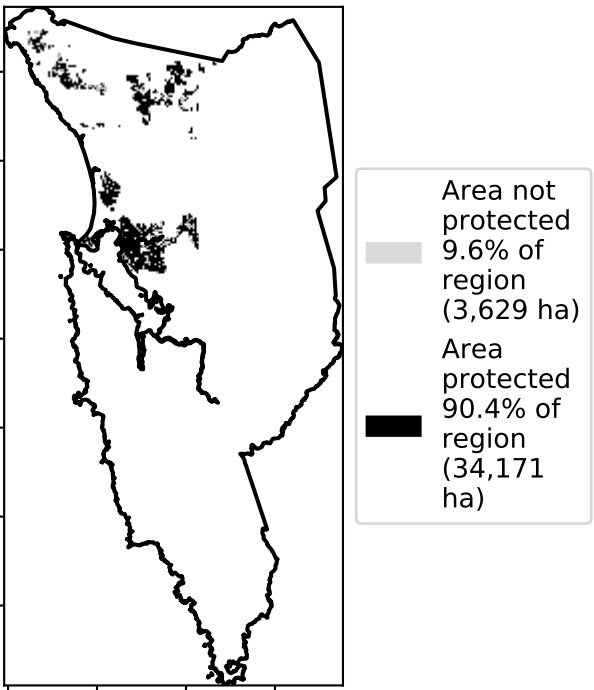 Area not
protected
9.6% of
region
(3,629 ha)
Area
protected
90.4% of
region
(34,171
ha)